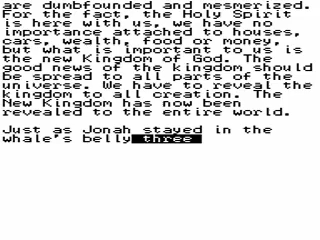 are dumbfounded and mesmerized.
For the fact, the Holy Spirit
is here with us, we have no
importance attached to houses,
cars, wealth, food or money,
but what is important to us is
the new Kingdom of God. The
good news of the kingdom should
be spread to all parts of the
universe. We have to reveal the
kingdom to all creation. The
New Kingdom has now been
revealed to the entire world.
Just as Jonah stayed in the
whale's belly three